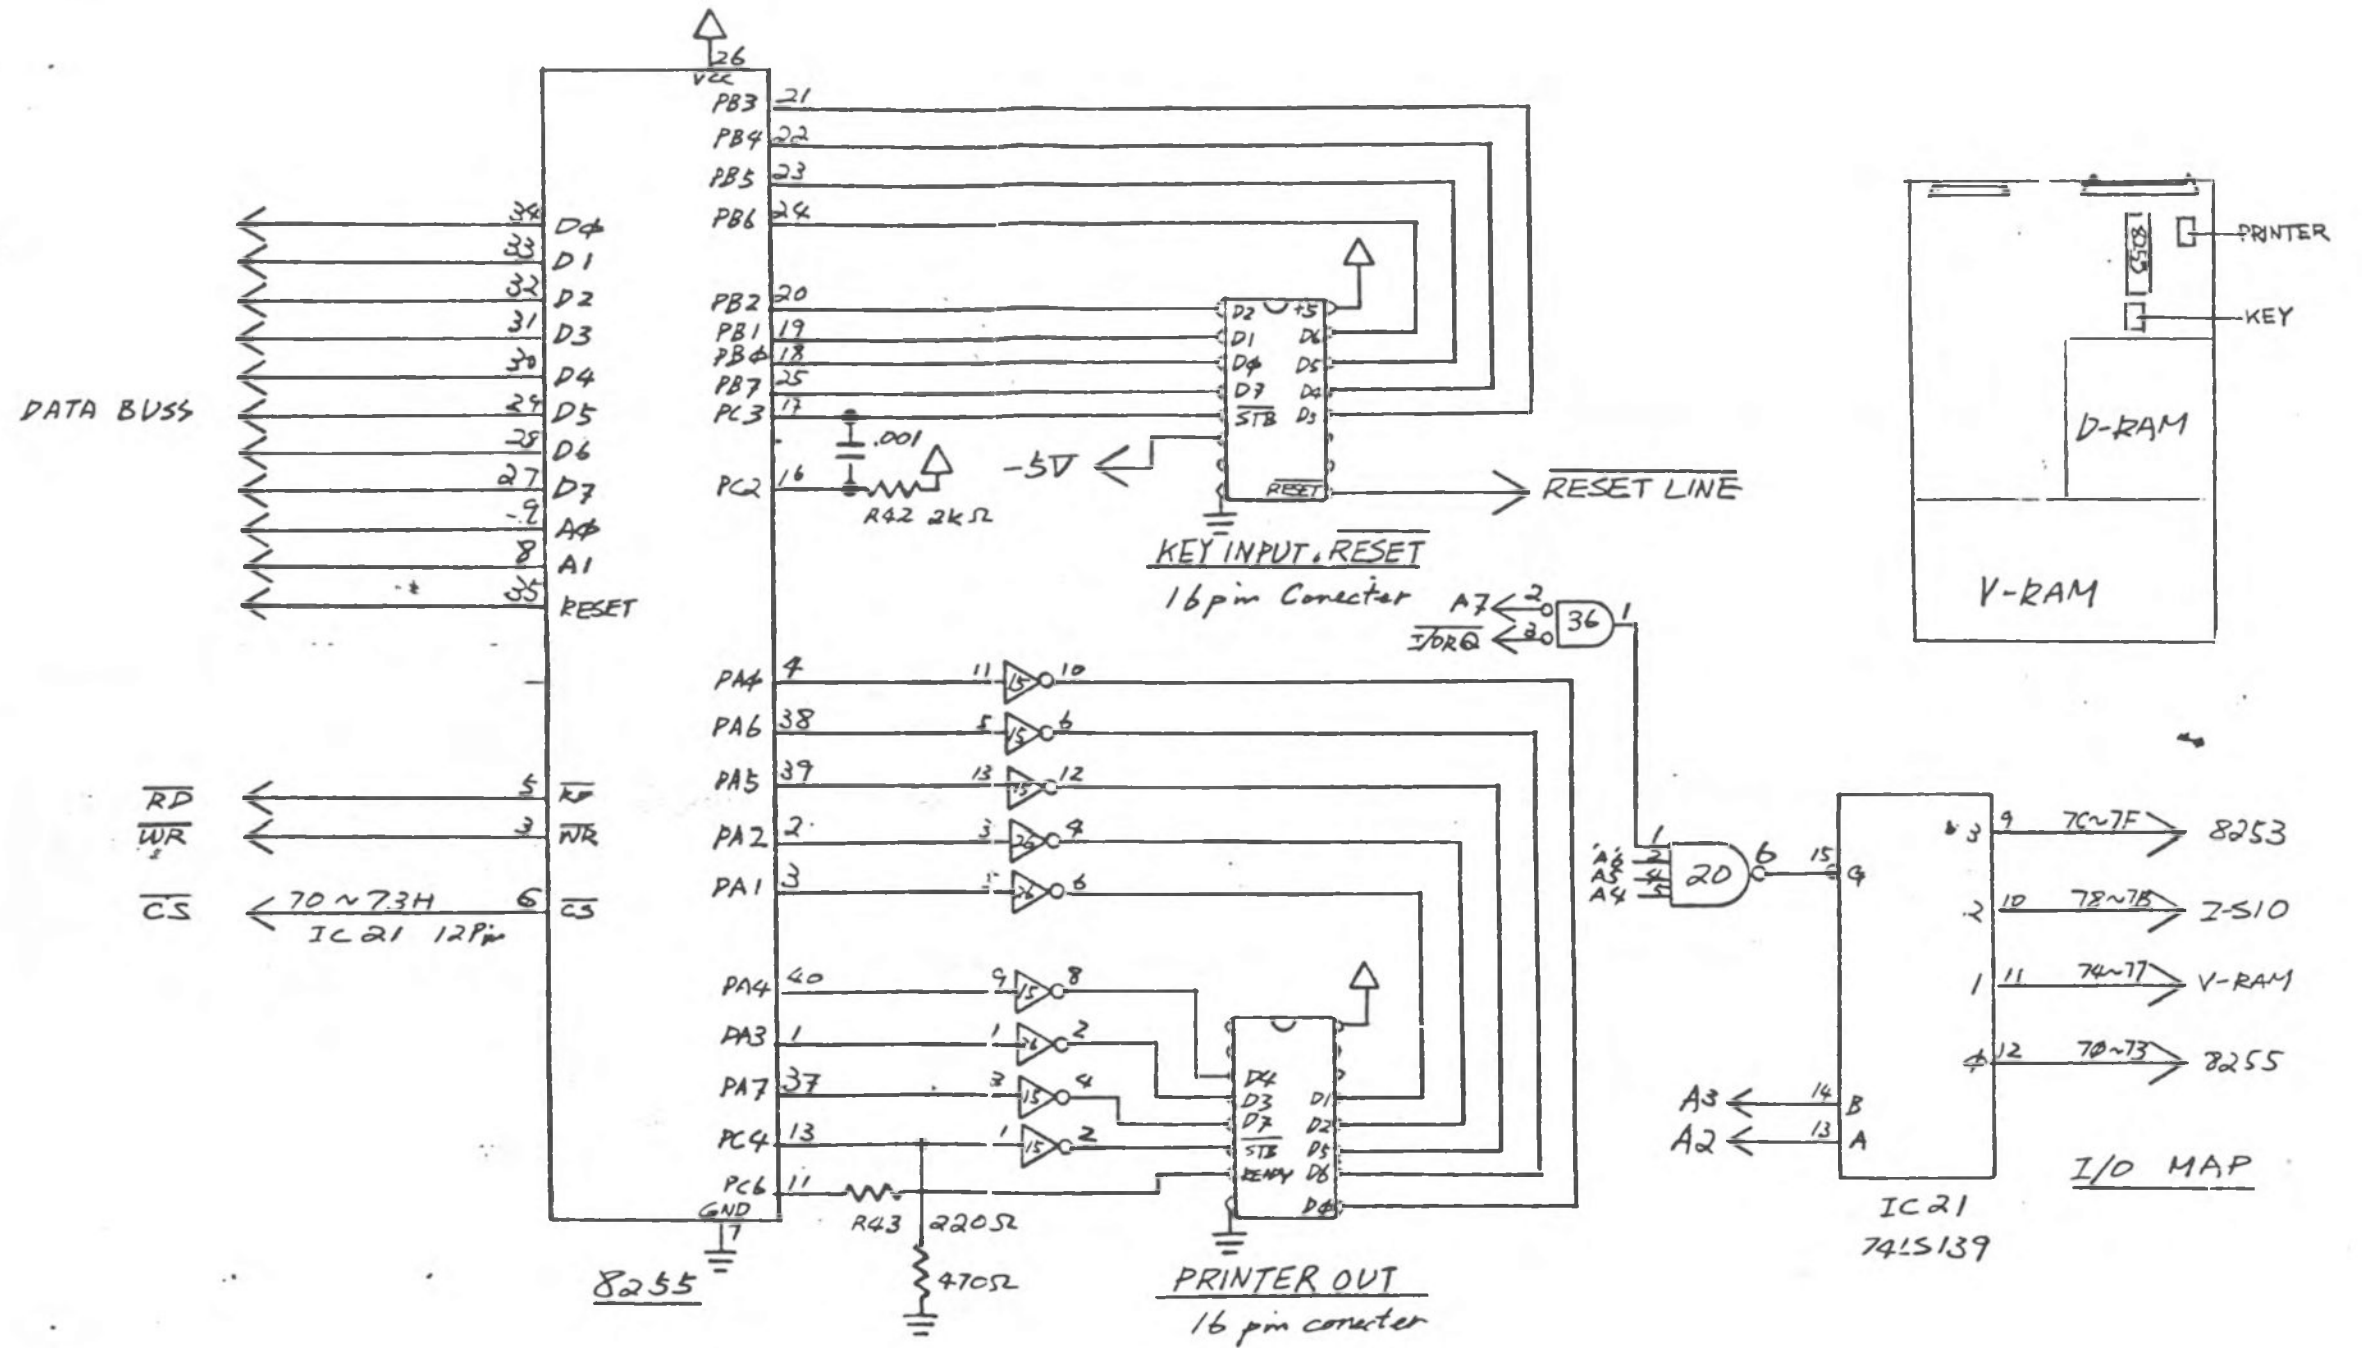 26
VCC
PB3 21
PB4 22
PB5 23
PB6 24
PB2 20
PB1 19
PBφ 18
PB7 25
PC3 17
.001
PC2 16
R42 2KΩ
34 Dφ
33 D1
32 D2
31 D3
30 D4
DATA BUSS
29 D5
28 D6
27 D7
9 Aφ
8 A1
35 RESET
RD 5 RD
WR 3 WR
CS 70~73H 6 CS
IC21 12Pin
D2 +5
D1 D6
Dφ D5
D7 D4
STB D3
-5V
RESET
RESET LINE
KEY INPUT. RESET
16 pin Conecter
PRINTER
8255
KEY
D-RAM
V-RAM
A7 2
I/ORQ 3
36 1
PAφ 4 11 15 10
PA6 38 5 15 6
PA5 39 13 15 12
PA2 2 3 26 4
PA1 3 5 26 6
PA4 40 9 15 8
PA3 1 1 26 2
PA7 37 3 15 4
PC4 13 1 15 2
PC6 11
GND
7
R43 220Ω
470Ω
8255
D4
D3 D1
D7 D2
STB D5
READY D6
Dφ
PRINTER OUT
16 pin conecter
1
A6 2
A5 4
A4 5
20 6
15 G
3 9 7C~7F 8253
2 10 78~7B Z-SIO
1 11 74~77 V-RAM
φ 12 7φ~73 8255
A3 14 B
A2 13 A
IC21
74LS139
I/O MAP